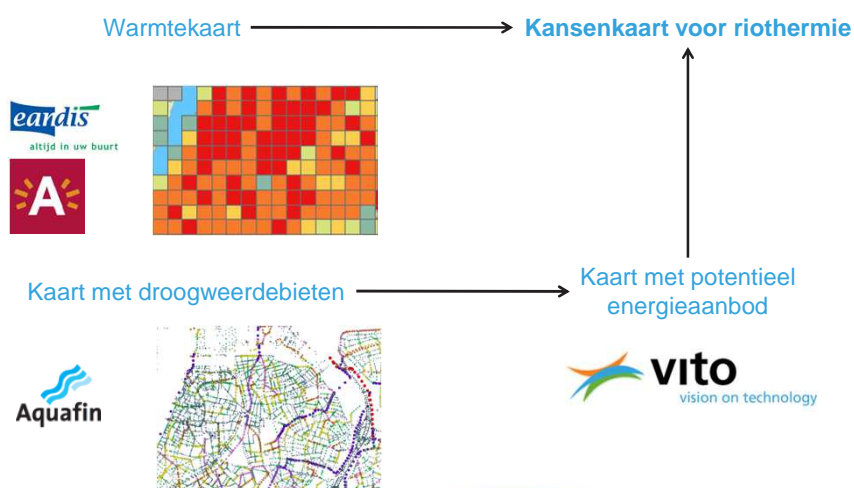 Warmtekaart
Kansenkaart voor riothermie
eandis
altijd in uw buurt
A
Kaart met droogweerdebieten
Kaart met potentieel
energieaanbod
Aquafin
vito
vision on technology